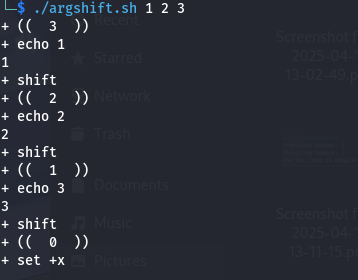 └─$ ./argshift.sh 1 2 3
+ (( 3 ))
+ echo 1
1
+ shift
+ (( 2 ))
+ echo 2
2
+ shift
+ (( 1 ))
+ echo 3
3
+ shift
+ (( 0 ))
+ set +x
Recent
Starred
Network
Trash
Documents
Music
Pictures
Screenshot f
2025-04-1
13-02-49.p
Screenshot f
2025-04-1
13-11-15.p